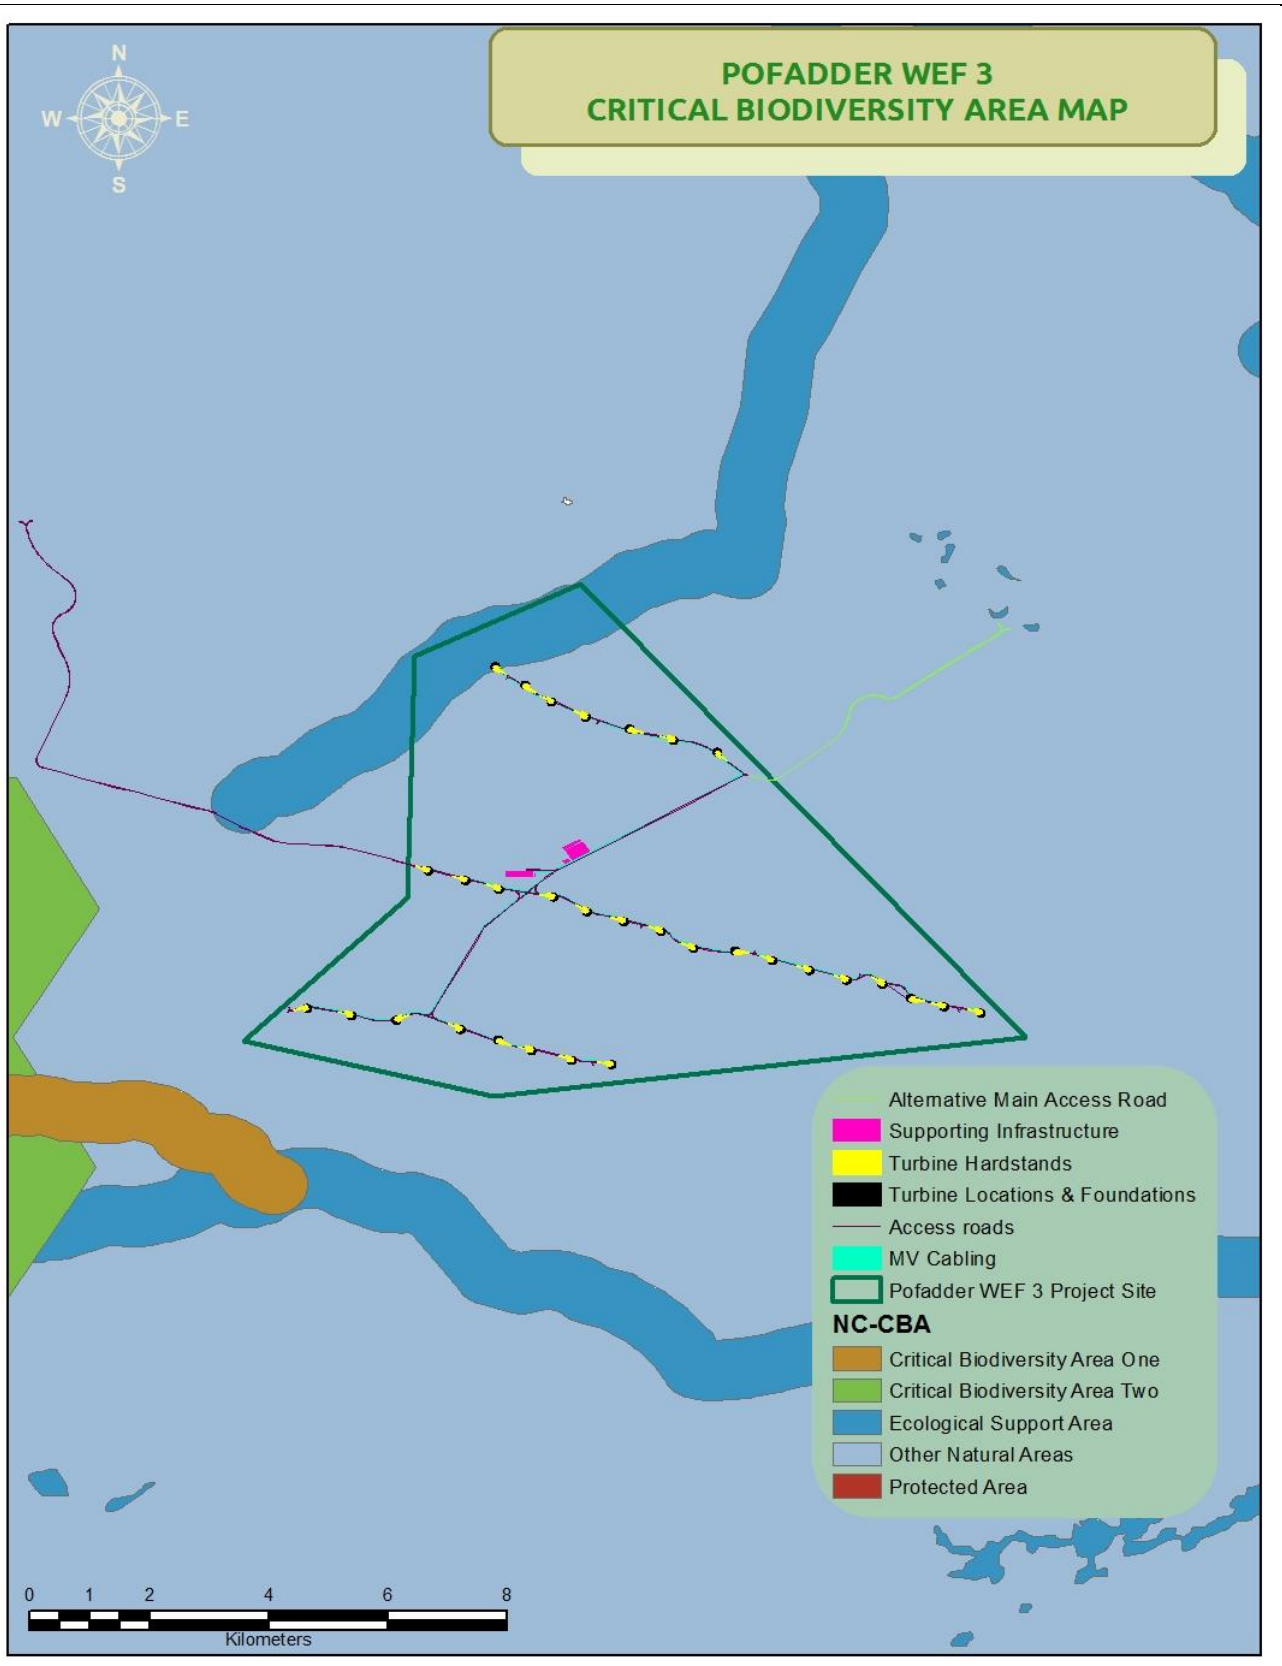 N
W E
S
POFADDER WEF 3
CRITICAL BIODIVERSITY AREA MAP
Alternative Main Access Road
Supporting Infrastructure
Turbine Hardstands
Turbine Locations & Foundations
Access roads
MV Cabling
Pofadder WEF 3 Project Site
NC-CBA
Critical Biodiversity Area One
Critical Biodiversity Area Two
Ecological Support Area
Other Natural Areas
Protected Area
0 1 2 4 6 8
Kilometers